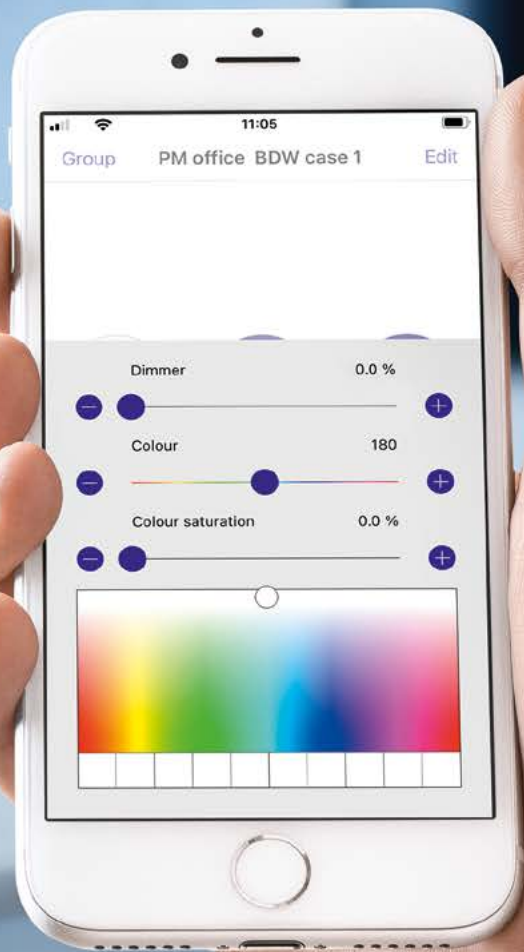 11:05
Group PM office BDW case 1 Edit
Dimmer 0.0 %
Colour 180
Colour saturation 0.0 %